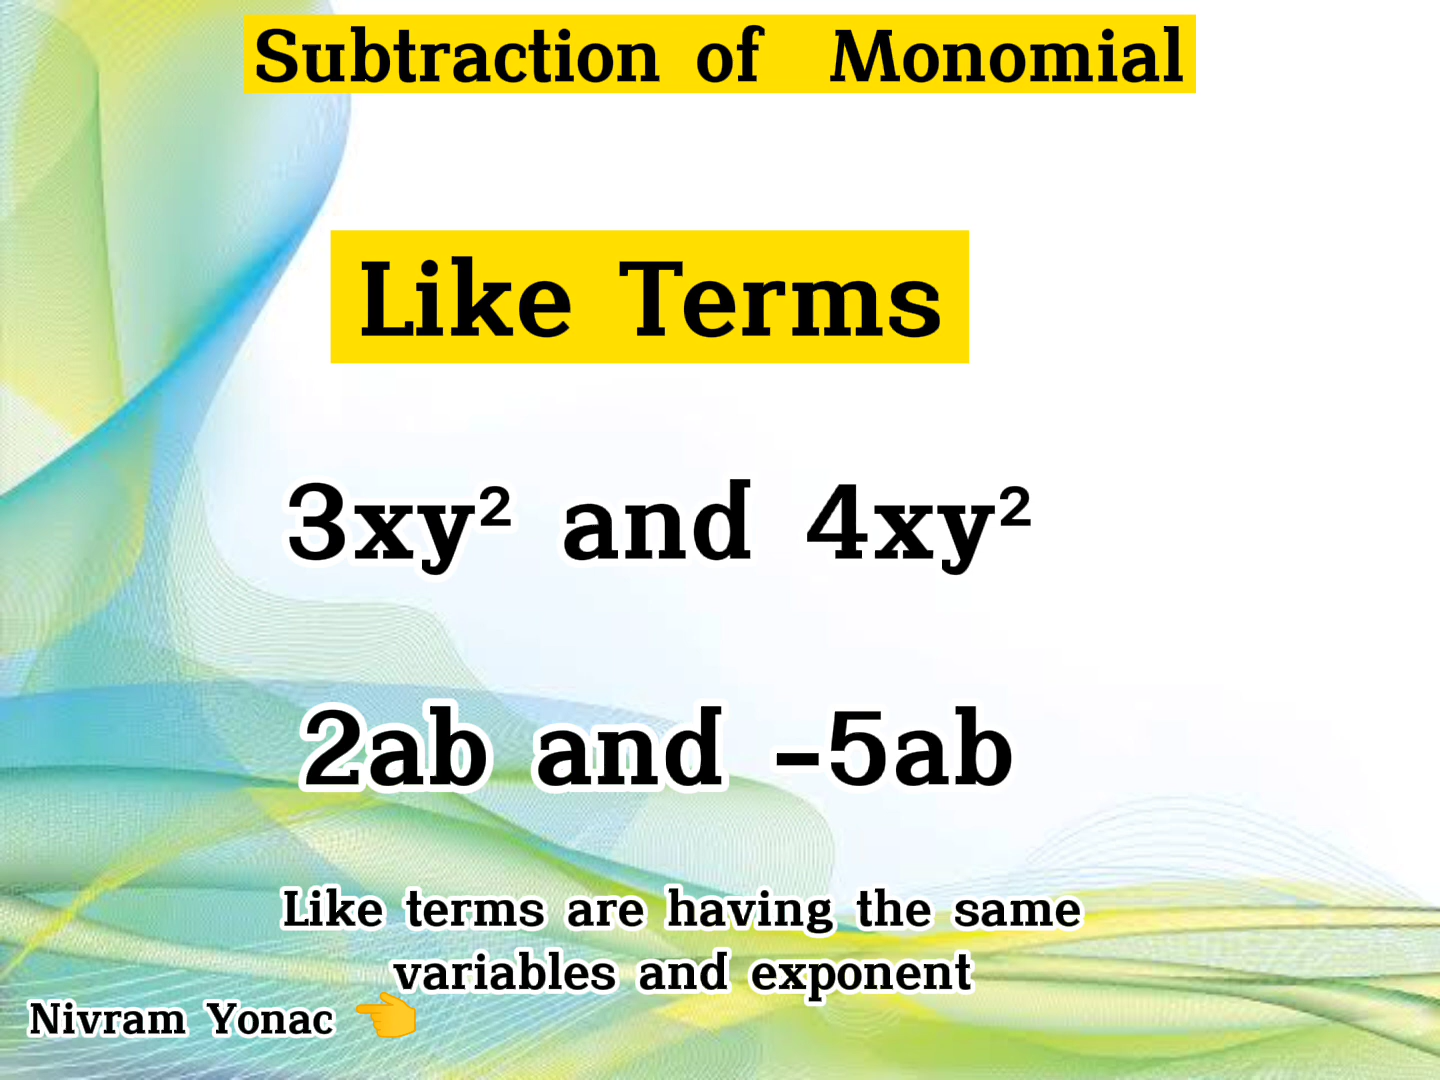 Subtraction of Monomial
Like Terms
3xy² and 4xy²
2ab and -5ab
Like terms are having the same
variables and exponent
Nivram Yonac